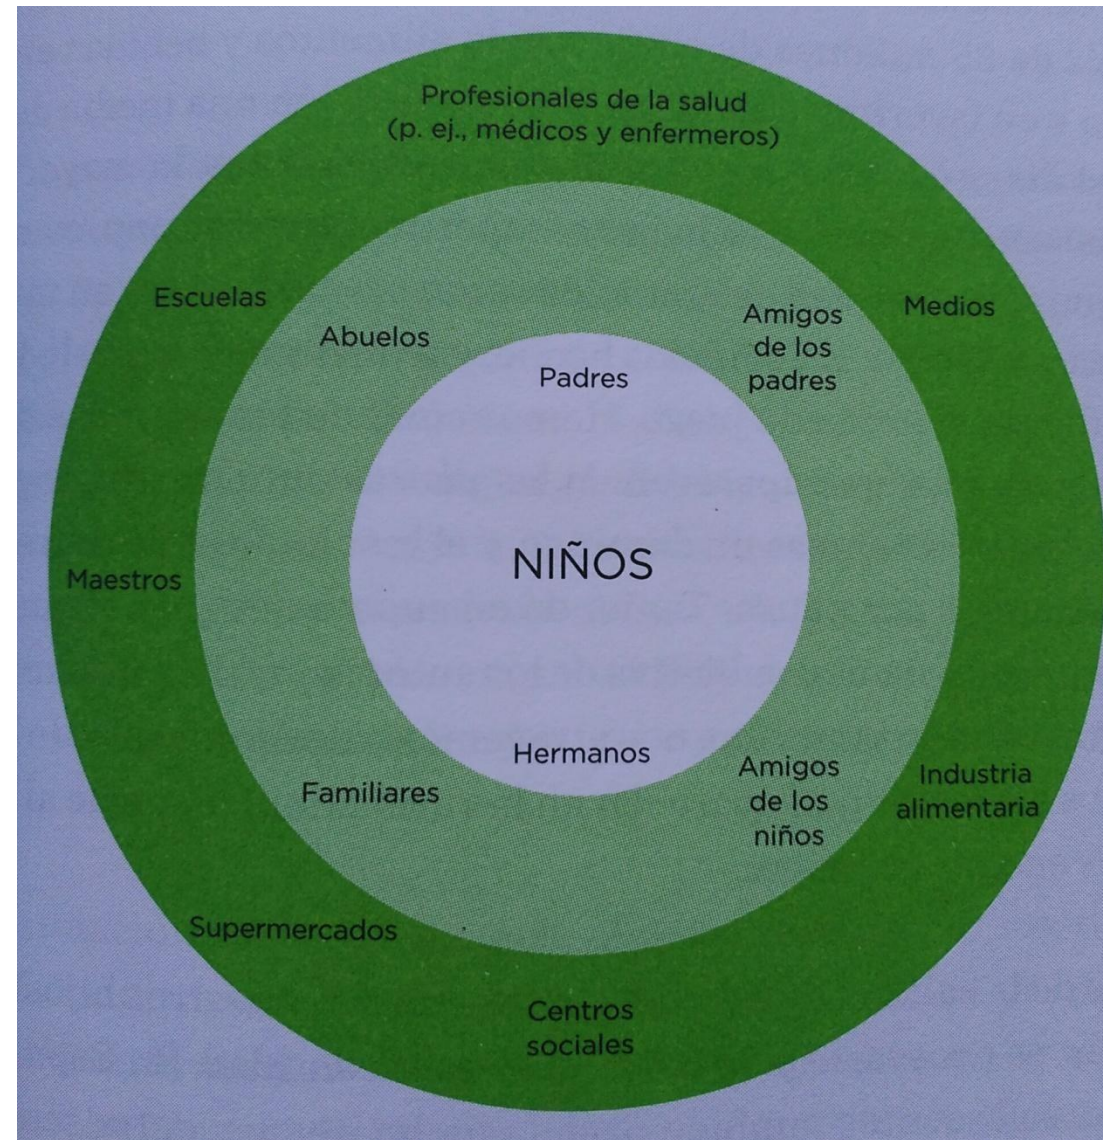 Profesionales de la salud
(p. ej., médicos y enfermeros)
Escuelas
Medios
Abuelos
Amigos
de los
padres
Padres
NIÑOS
Maestros
Hermanos
Familiares
Amigos
de los
niños
Industria
alimentaria
Supermercados
Centros
sociales